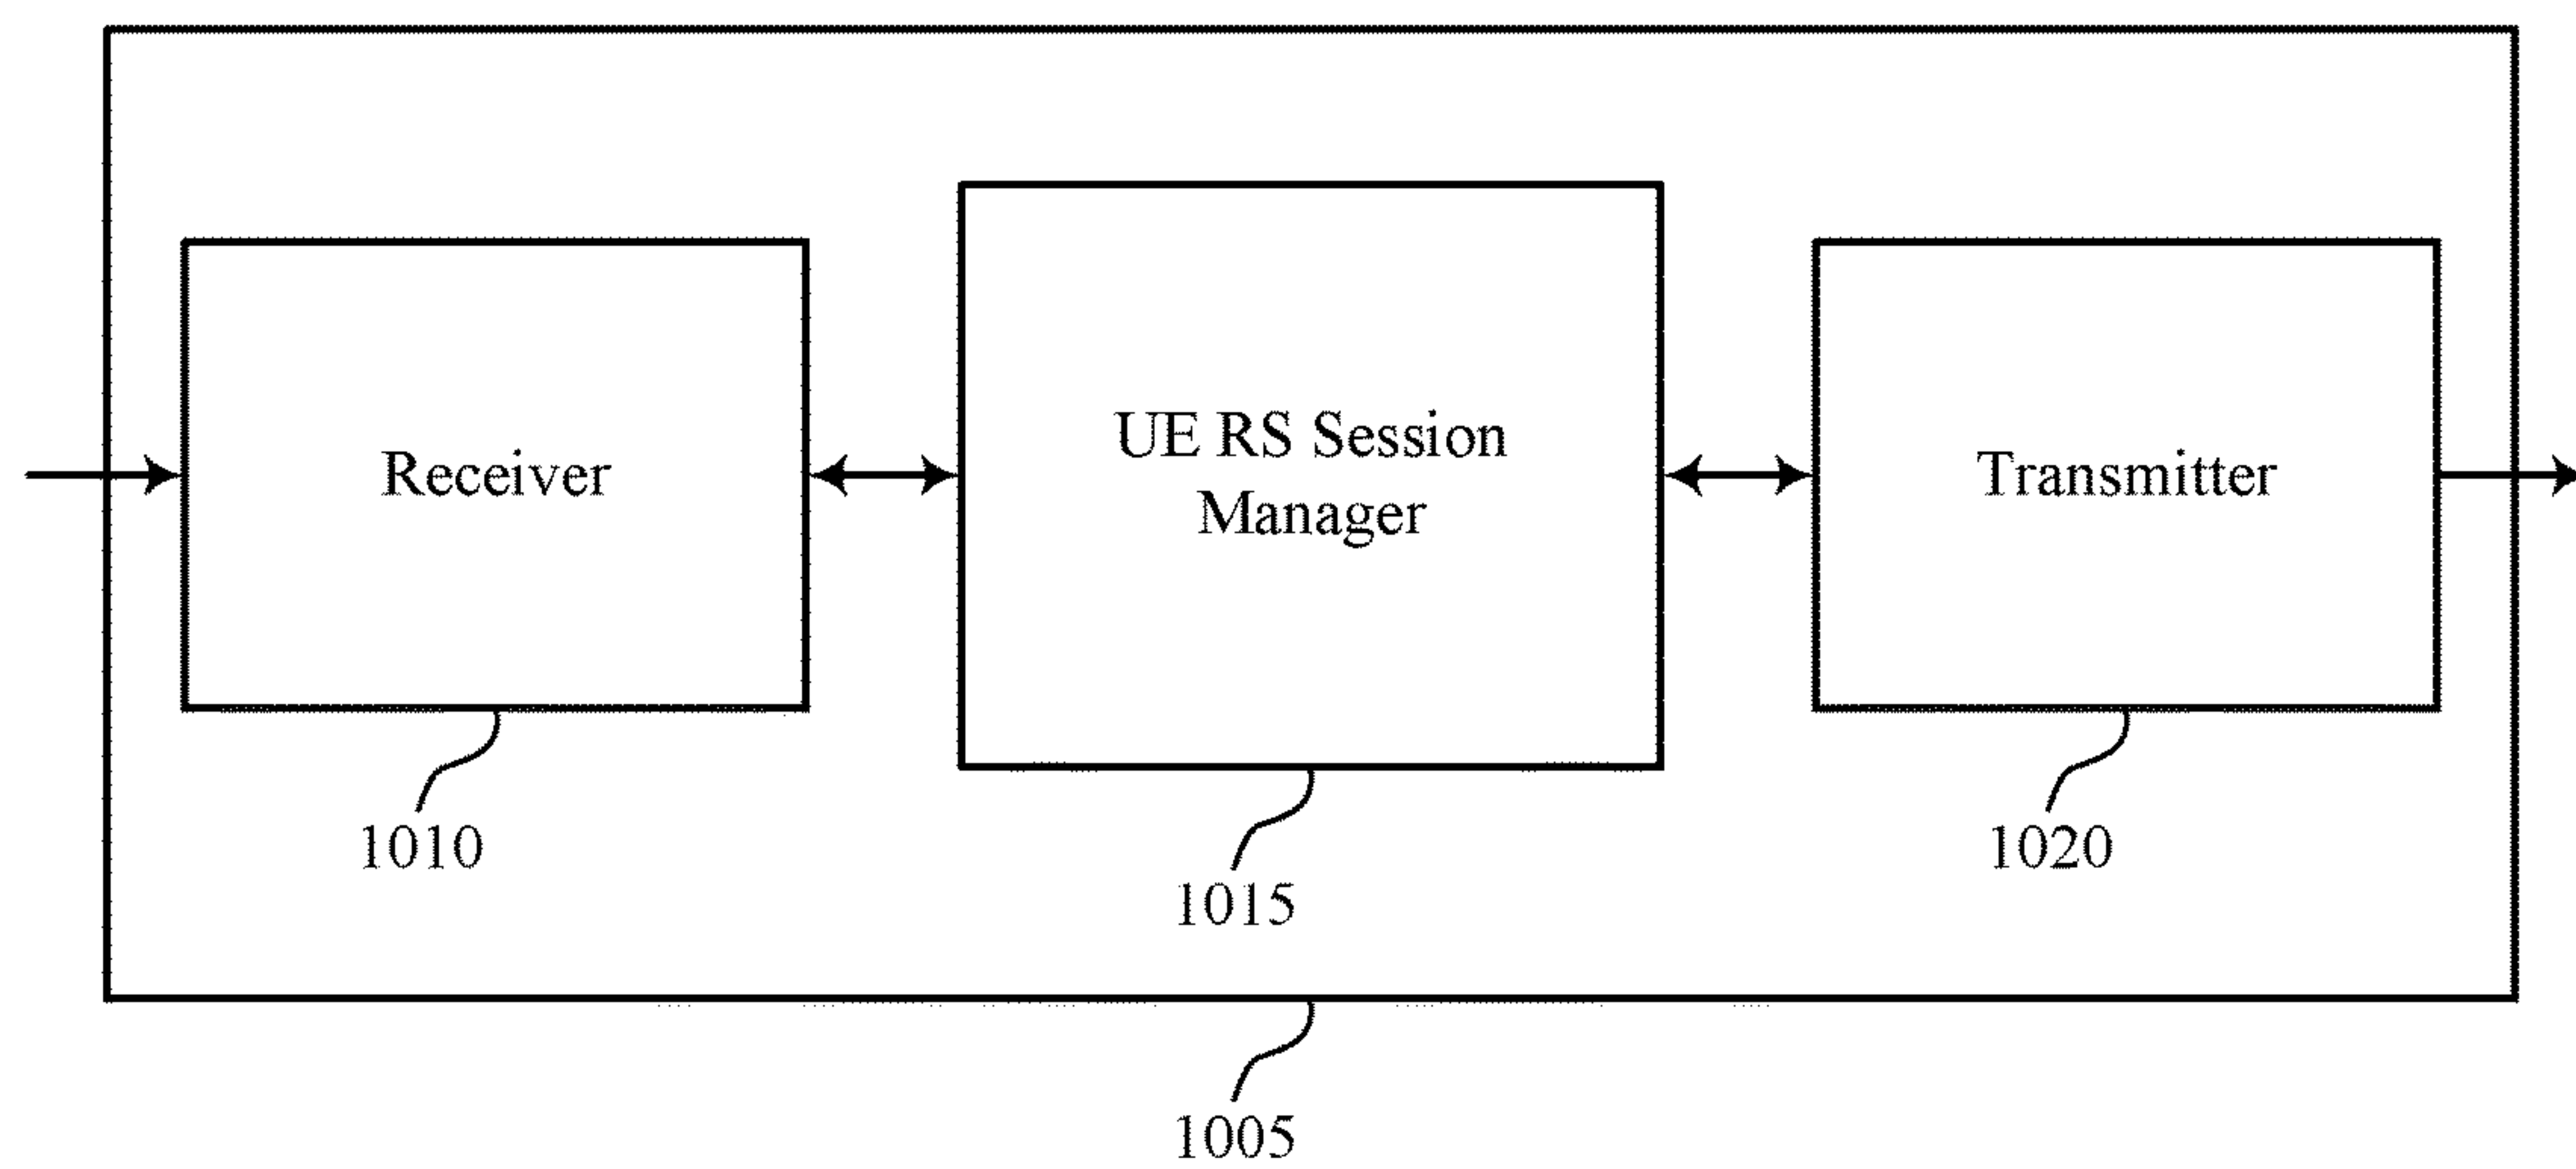 Receiver
UE RS Session
Manager
Transmitter
1010
1015
1020
1005